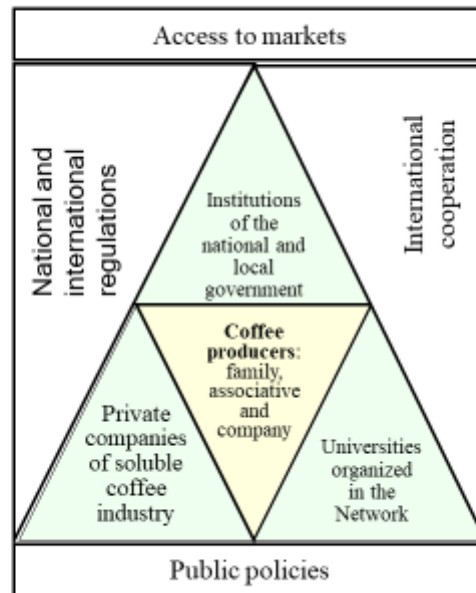 Access to markets
National and
international
regulations
International
cooperation
Institutions
of the
national and
local
government
Coffee
producers:
family,
associative
and
company
Private
companies
of soluble
coffee
industry
Universities
organized
in the
Network
Public policies